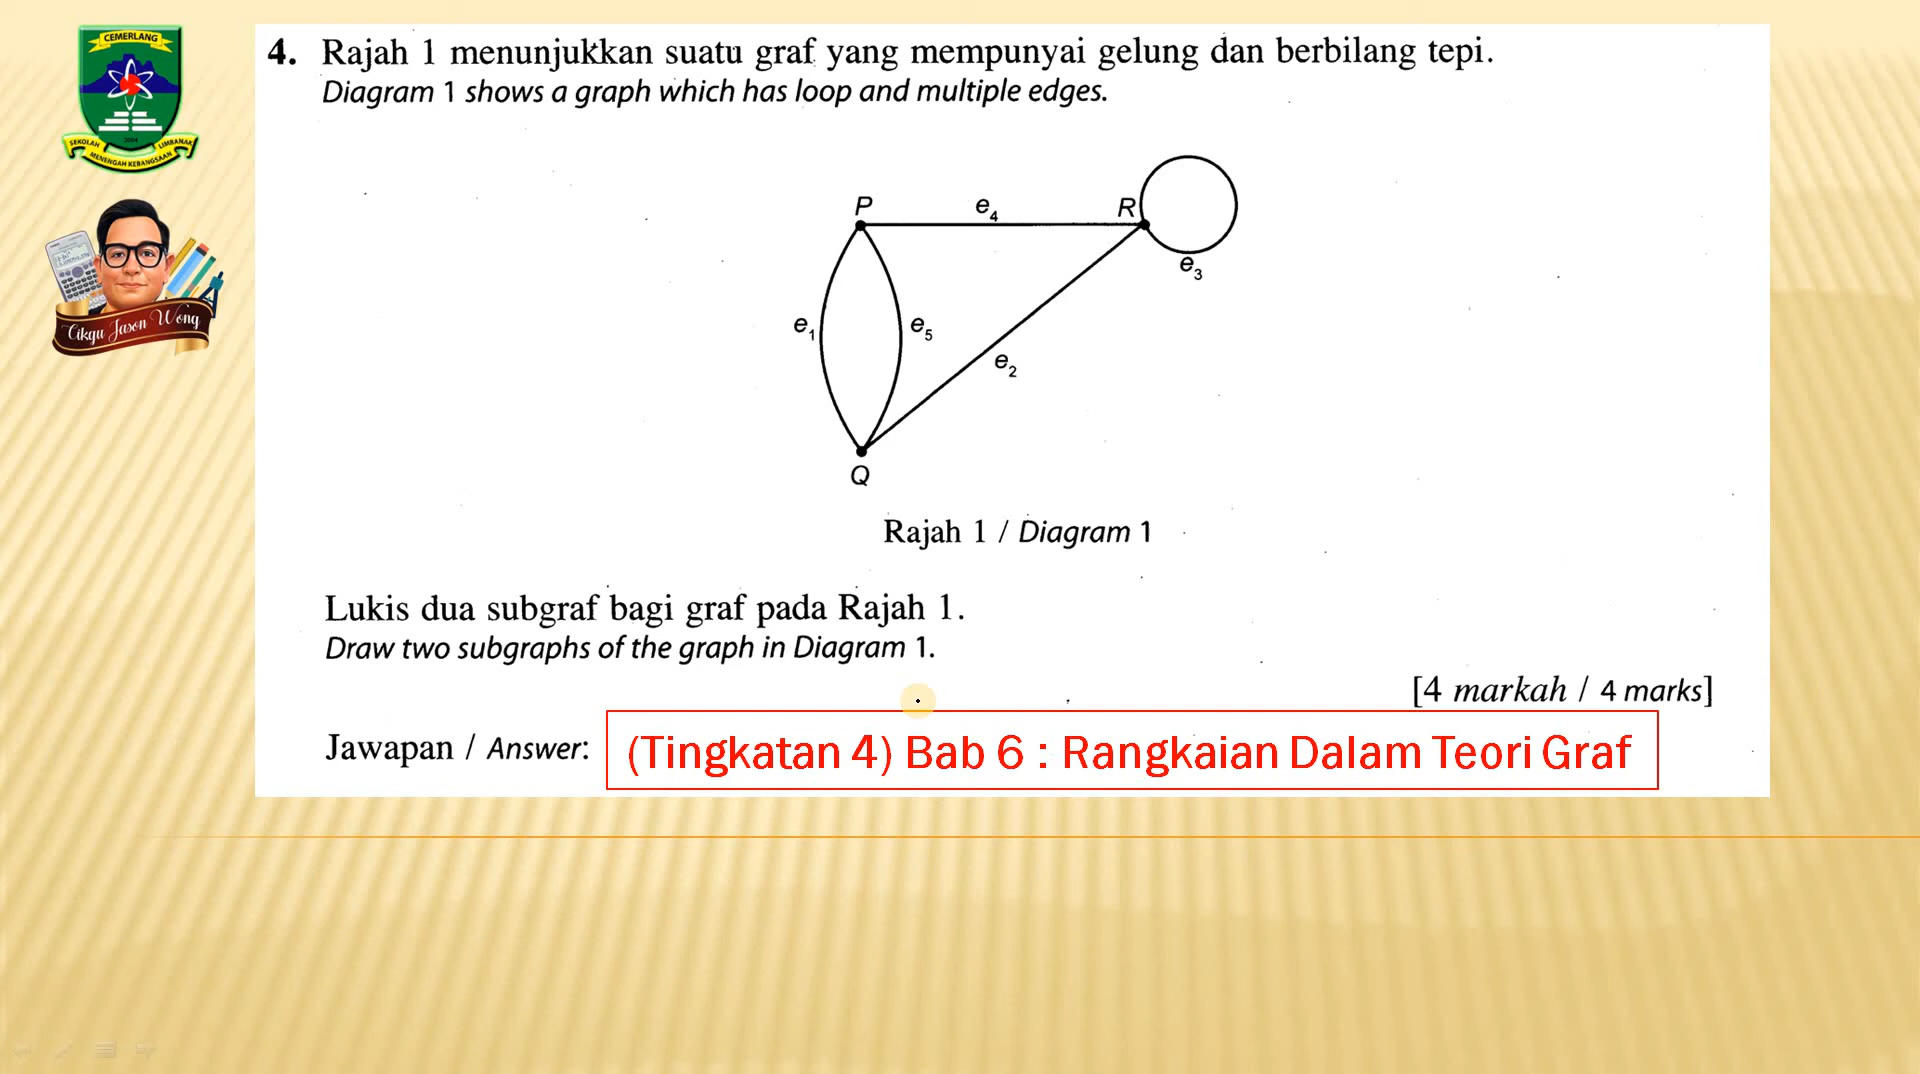 CEMERLANG
2004
SEKOLAH
LIMBANAK
MENENGAH KEBANGSAAN
Cikgu Jason Wong
4. Rajah 1 menunjukkan suatu graf yang mempunyai gelung dan berbilang tepi.
Diagram 1 shows a graph which has loop and multiple edges.
P
e4
R
e3
e1
e5
e2
Q
Rajah 1 / Diagram 1
Lukis dua subgraf bagi graf pada Rajah 1.
Draw two subgraphs of the graph in Diagram 1.
[4 markah / 4 marks]
Jawapan / Answer:
(Tingkatan 4) Bab 6 : Rangkaian Dalam Teori Graf